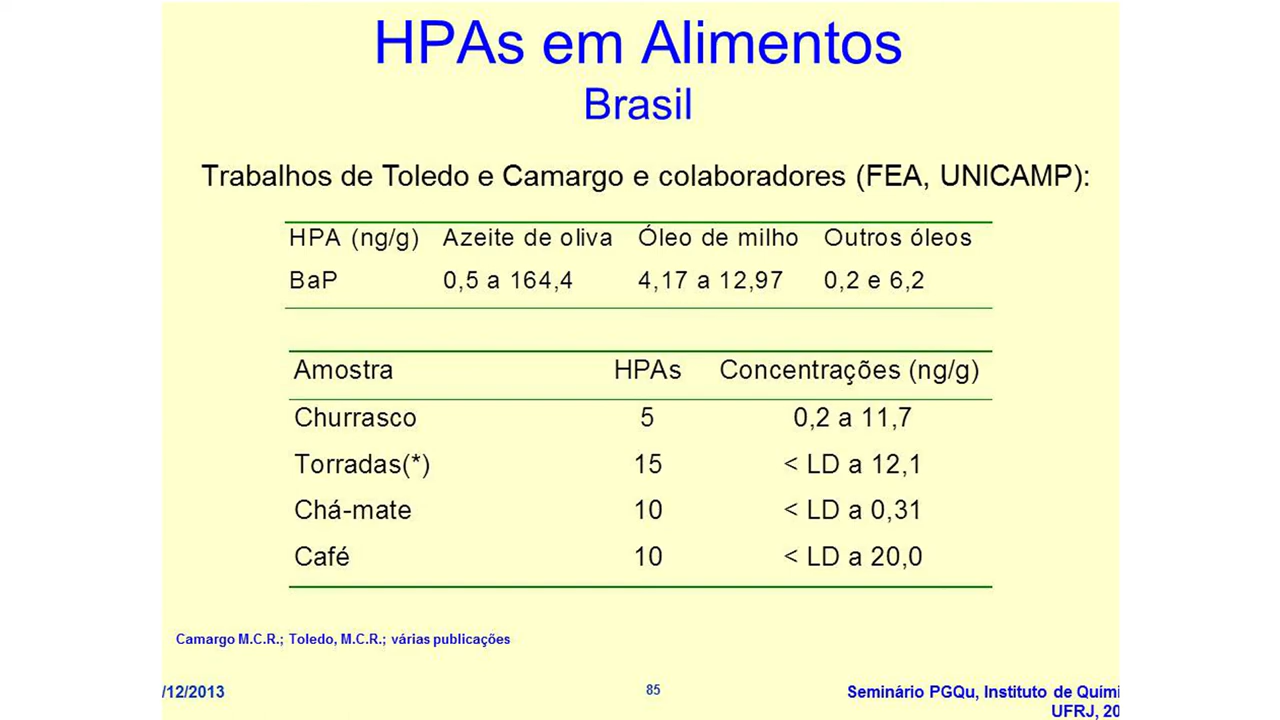 HPAs em Alimentos
Brasil
Trabalhos de Toledo e Camargo e colaboradores (FEA, UNICAMP):
HPA (ng/g) Azeite de oliva Óleo de milho Outros óleos
BaP 0,5 a 164,4 4,17 a 12,97 0,2 e 6,2
Amostra HPAs Concentrações (ng/g)
Churrasco 5 0,2 a 11,7
Torradas(*) 15 < LD a 12,1
Chá-mate 10 < LD a 0,31
Café 10 < LD a 20,0
Camargo M.C.R.; Toledo, M.C.R.; várias publicações
/12/2013 85 Seminário PGQu, Instituto de Quími
UFRJ, 20